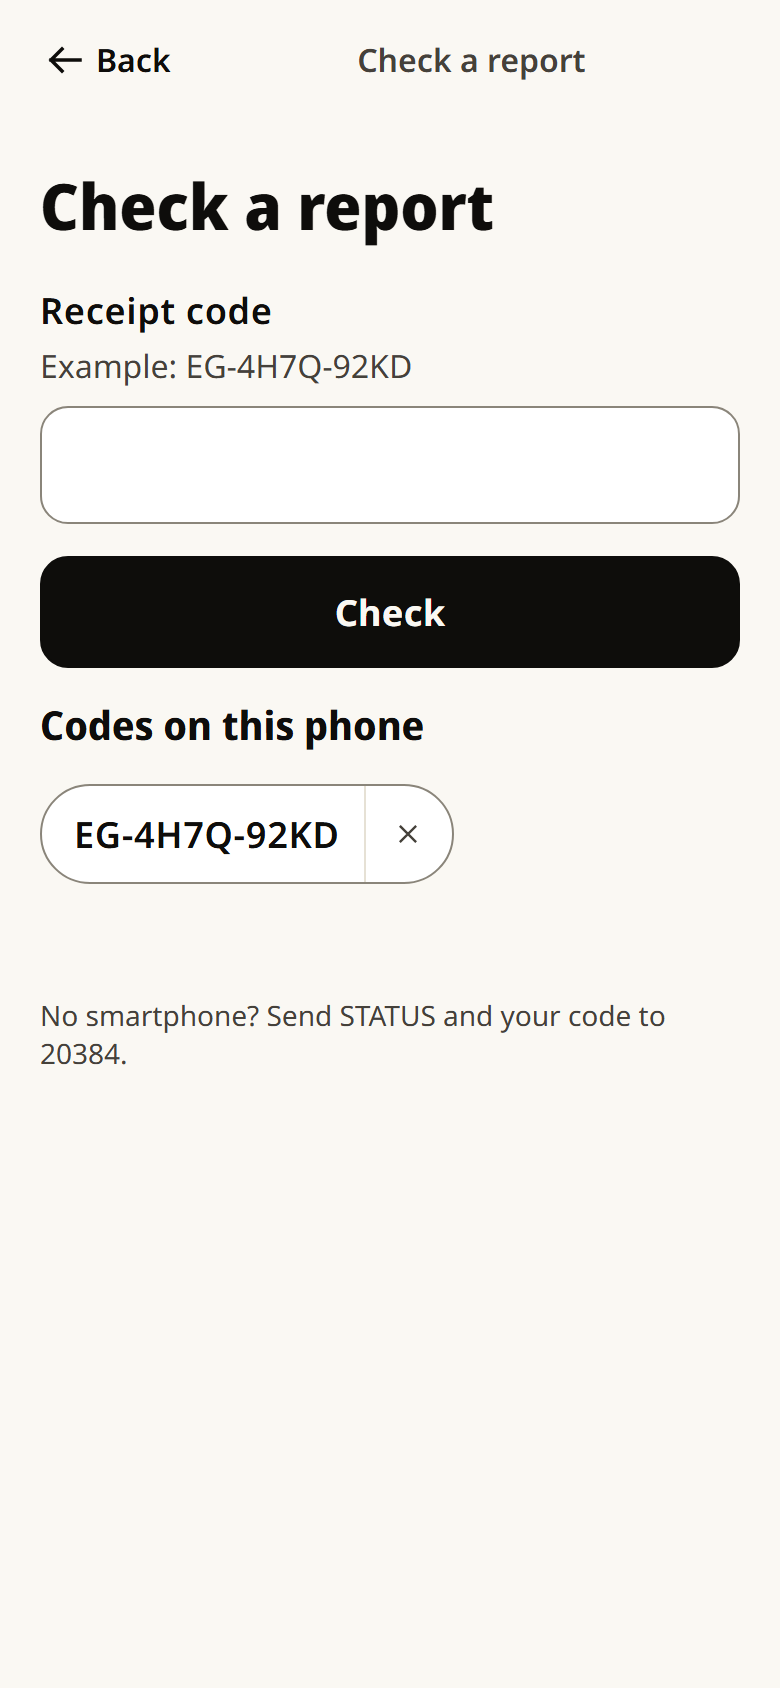 Back
Check a report
Check a report
Receipt code
Example: EG-4H7Q-92KD
Check
Codes on this phone
EG-4H7Q-92KD
No smartphone? Send STATUS and your code to
20384.